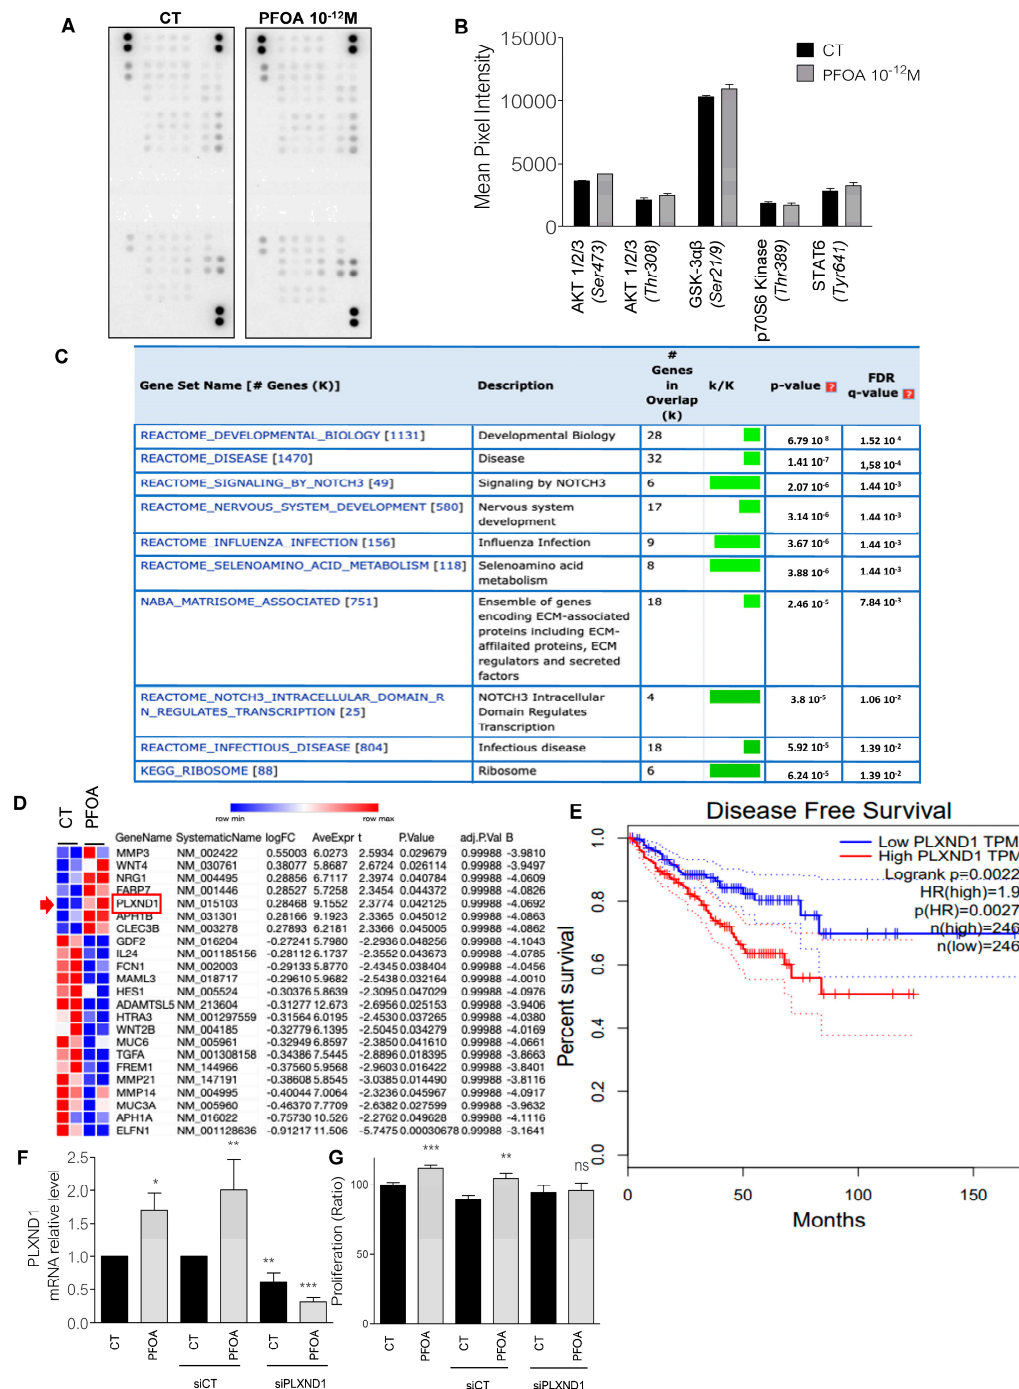 A
CT
PFOA 10-12M
B
15000
10000
5000
0
Mean Pixel Intensity
CT
PFOA 10-12M
AKT 1/2/3 (Ser473)
AKT 1/2/3 (Thr308)
GSK-3αβ (Ser21/9)
p70S6 Kinase (Thr389)
STAT6 (Tyr641)
C
Gene Set Name [# Genes (K)] Description # Genes in Overlap (k) k/K p-value ? FDR q-value ?
REACTOME_DEVELOPMENTAL_BIOLOGY [1131] Developmental Biology 28 6.79 10 8 1.52 10 4
REACTOME_DISEASE [1470] Disease 32 1.41 10-7 1,58 10-4
REACTOME_SIGNALING_BY_NOTCH3 [49] Signaling by NOTCH3 6 2.07 10-6 1.44 10-3
REACTOME_NERVOUS_SYSTEM_DEVELOPMENT [580] Nervous system development 17 3.14 10-6 1.44 10-3
REACTOME_INFLUENZA_INFECTION [156] Influenza Infection 9 3.67 10-6 1.44 10-3
REACTOME_SELENOAMINO_ACID_METABOLISM [118] Selenoamino acid metabolism 8 3.88 10-6 1.44 10-3
NABA_MATRISOME_ASSOCIATED [751] Ensemble of genes encoding ECM-associated proteins including ECM-affilaited proteins, ECM regulators and secreted factors 18 2.46 10-5 7.84 10-3
REACTOME_NOTCH3_INTRACELLULAR_DOMAIN_R
N_REGULATES_TRANSCRIPTION [25] NOTCH3 Intracellular Domain Regulates Transcription 4 3.8 10-5 1.06 10-2
REACTOME_INFECTIOUS_DISEASE [804] Infectious disease 18 5.92 10-5 1.39 10-2
KEGG_RIBOSOME [88] Ribosome 6 6.24 10-5 1.39 10-2
D
CT
PFOA
row min row max
GeneName SystematicName logFC AveExpr t P.Value adj.P.Val B
MMP3 NM_002422 0.55003 6.0273 2.5934 0.029679 0.99988 -3.9810
WNT4 NM_030761 0.38077 5.8687 2.6724 0.026114 0.99988 -3.9497
NRG1 NM_004495 0.28856 6.7117 2.3974 0.040784 0.99988 -4.0609
FABP7 NM_001446 0.28527 5.7258 2.3454 0.044372 0.99988 -4.0826
PLXND1 NM_015103 0.28468 9.1552 2.3774 0.042125 0.99988 -4.0692
APH1B NM_031301 0.28166 9.1923 2.3365 0.045012 0.99988 -4.0863
CLEC3B NM_003278 0.27893 6.2181 2.3366 0.045005 0.99988 -4.0862
GDF2 NM_016204 -0.27241 5.7980 -2.2936 0.048256 0.99988 -4.1043
IL24 NM_001185156 -0.28112 6.1737 -2.3552 0.043673 0.99988 -4.0785
FCN1 NM_002003 -0.29133 5.8770 -2.4345 0.038404 0.99988 -4.0456
MAML3 NM_018717 -0.29610 5.9682 -2.5438 0.032164 0.99988 -4.0010
HES1 NM_005524 -0.30376 5.8639 -2.3095 0.047029 0.99988 -4.0976
ADAMTSL5 NM_213604 -0.31277 12.673 -2.6956 0.025153 0.99988 -3.9406
HTRA3 NM_001297559 -0.31564 6.0195 -2.4530 0.037265 0.99988 -4.0380
WNT2B NM_004185 -0.32779 6.1395 -2.5045 0.034279 0.99988 -4.0169
MUC6 NM_005961 -0.32949 6.8597 -2.3850 0.041610 0.99988 -4.0661
TGFA NM_001308158 -0.34386 7.5445 -2.8896 0.018395 0.99988 -3.8663
FREM1 NM_144966 -0.37560 5.9568 -2.9603 0.016422 0.99988 -3.8401
MMP21 NM_147191 -0.38608 5.8545 -3.0385 0.014490 0.99988 -3.8116
MMP14 NM_004995 -0.40044 7.0064 -2.3236 0.045967 0.99988 -4.0917
MUC3A NM_005960 -0.46370 7.7709 -2.6382 0.027599 0.99988 -3.9632
APH1A NM_016022 -0.75730 10.526 -2.2762 0.049628 0.99988 -4.1116
ELFN1 NM_001128636 -0.91217 11.506 -5.7475 0.00030678 0.99988 -3.1641
E
Disease Free Survival
Low PLXND1 TPM
High PLXND1 TPM
Logrank p=0.0022
HR(high)=1.9
p(HR)=0.0027
n(high)=246
n(low)=246
Percent survival
1.0
0.8
0.6
0.4
0.2
0.0
0 50 100 150
Months
F
PLXND1
mRNA relative level
2.5
2.0
1.5
1.0
0.5
0.0
* ** ** ***
CT PFOA CT PFOA CT PFOA
siCT siPLXND1
G
Proliferation (Ratio)
100
50
0
*** ** ns
CT PFOA CT PFOA CT PFOA
siCT siPLXND1